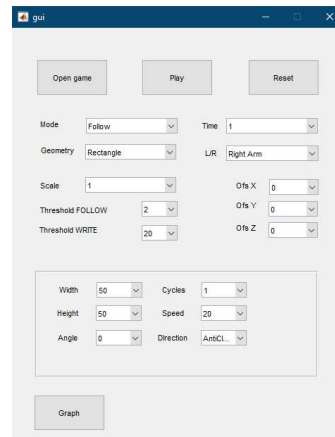 gui
Open game Play Reset
Mode Follow Time 1
Geometry Rectangle L/R Right Arm
Scale 1 Ofs X 0
Threshold FOLLOW 2 Ofs Y 0
Threshold WRITE 20 Ofs Z 0
Width 50 Cycles 1
Height 50 Speed 20
Angle 0 Direction AntiCl...
Graph